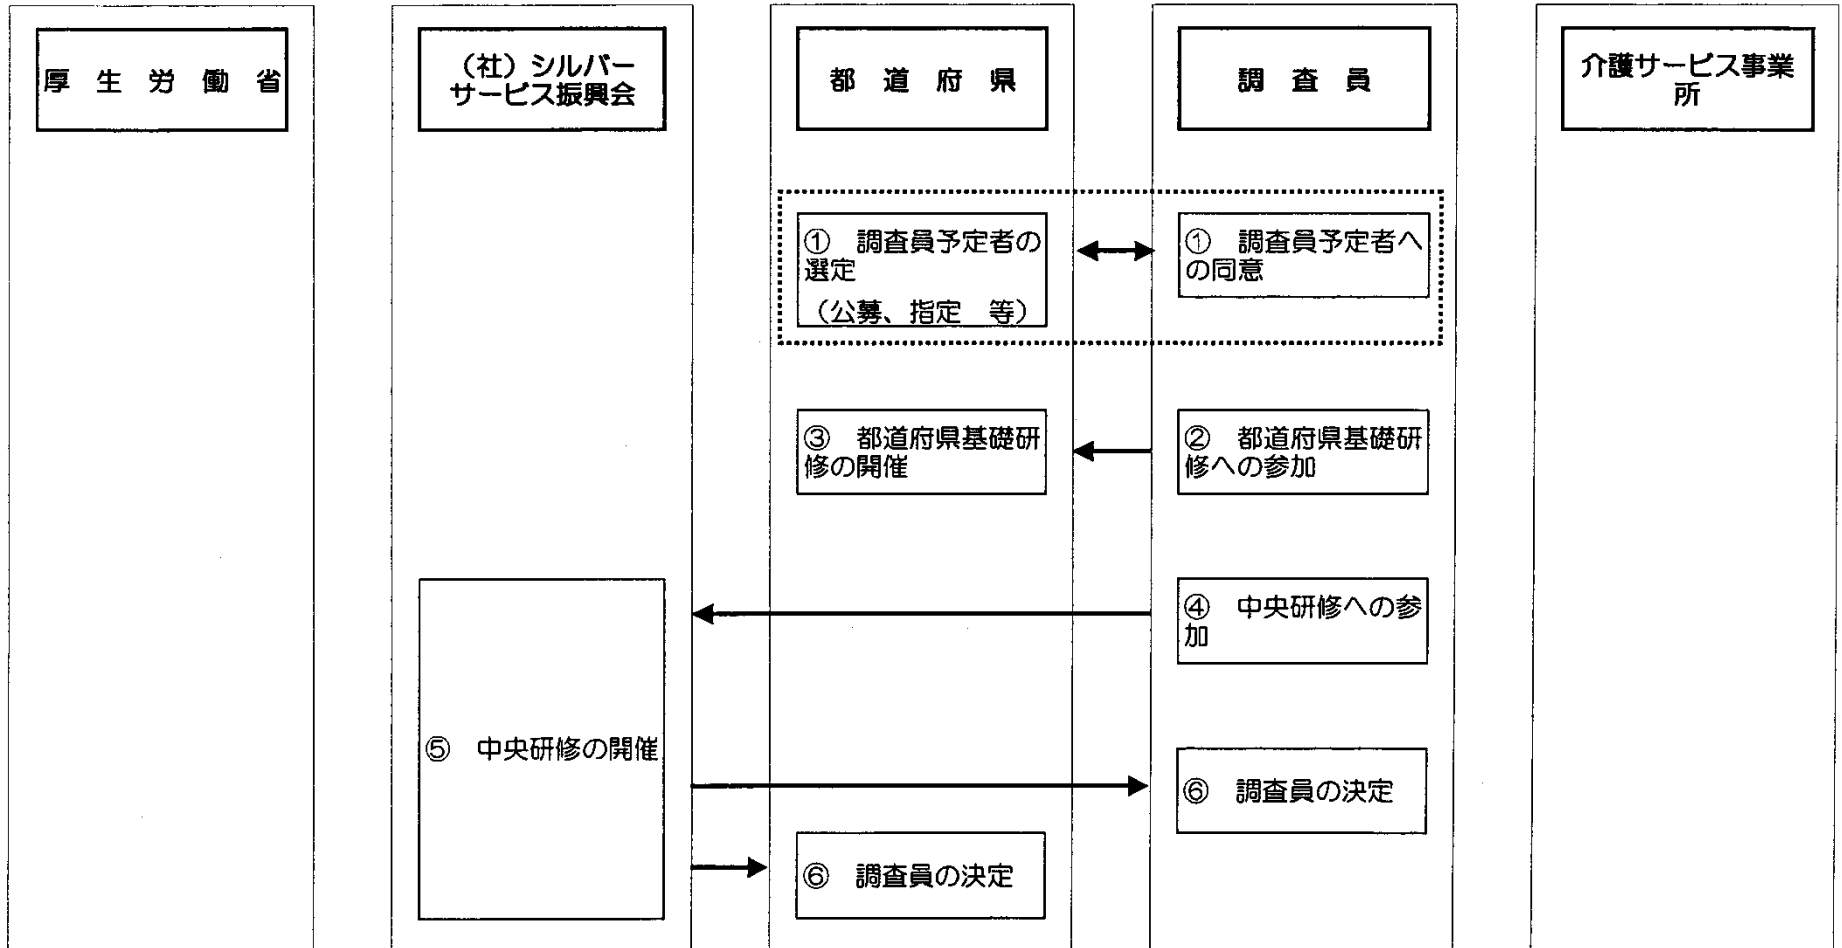 厚 生 労 働 省
（社）シルバー
サービス振興会
都 道 府 県
調 査 員
介護サービス事業
所
① 調査員予定者の
選定
（公募、指定 等）
① 調査員予定者へ
の同意
③ 都道府県基礎研
修の開催
② 都道府県基礎研
修への参加
④ 中央研修への参
加
⑤ 中央研修の開催
⑥ 調査員の決定
⑥ 調査員の決定